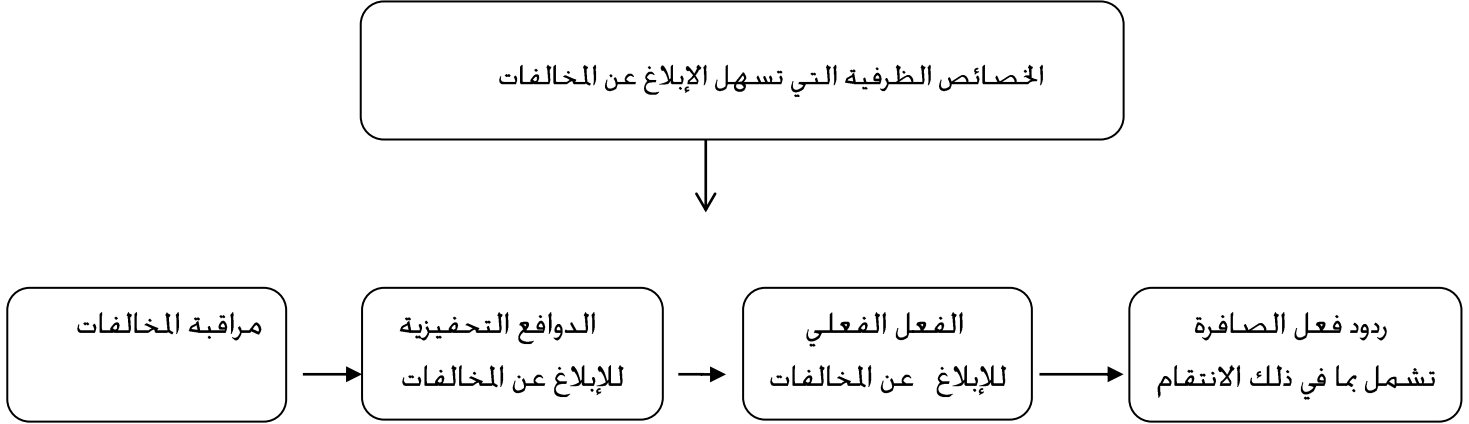 الخصائص الظرفية التي تسهل الإبلاغ عن المخالفات
مراقبة المخالفات
الدوافع التحفيزية
للإبلاغ عن المخالفات
الفعل الفعلي
للإبلاغ عن المخالفات
ردود فعل الصافرة
تشمل بما في ذلك الانتقام